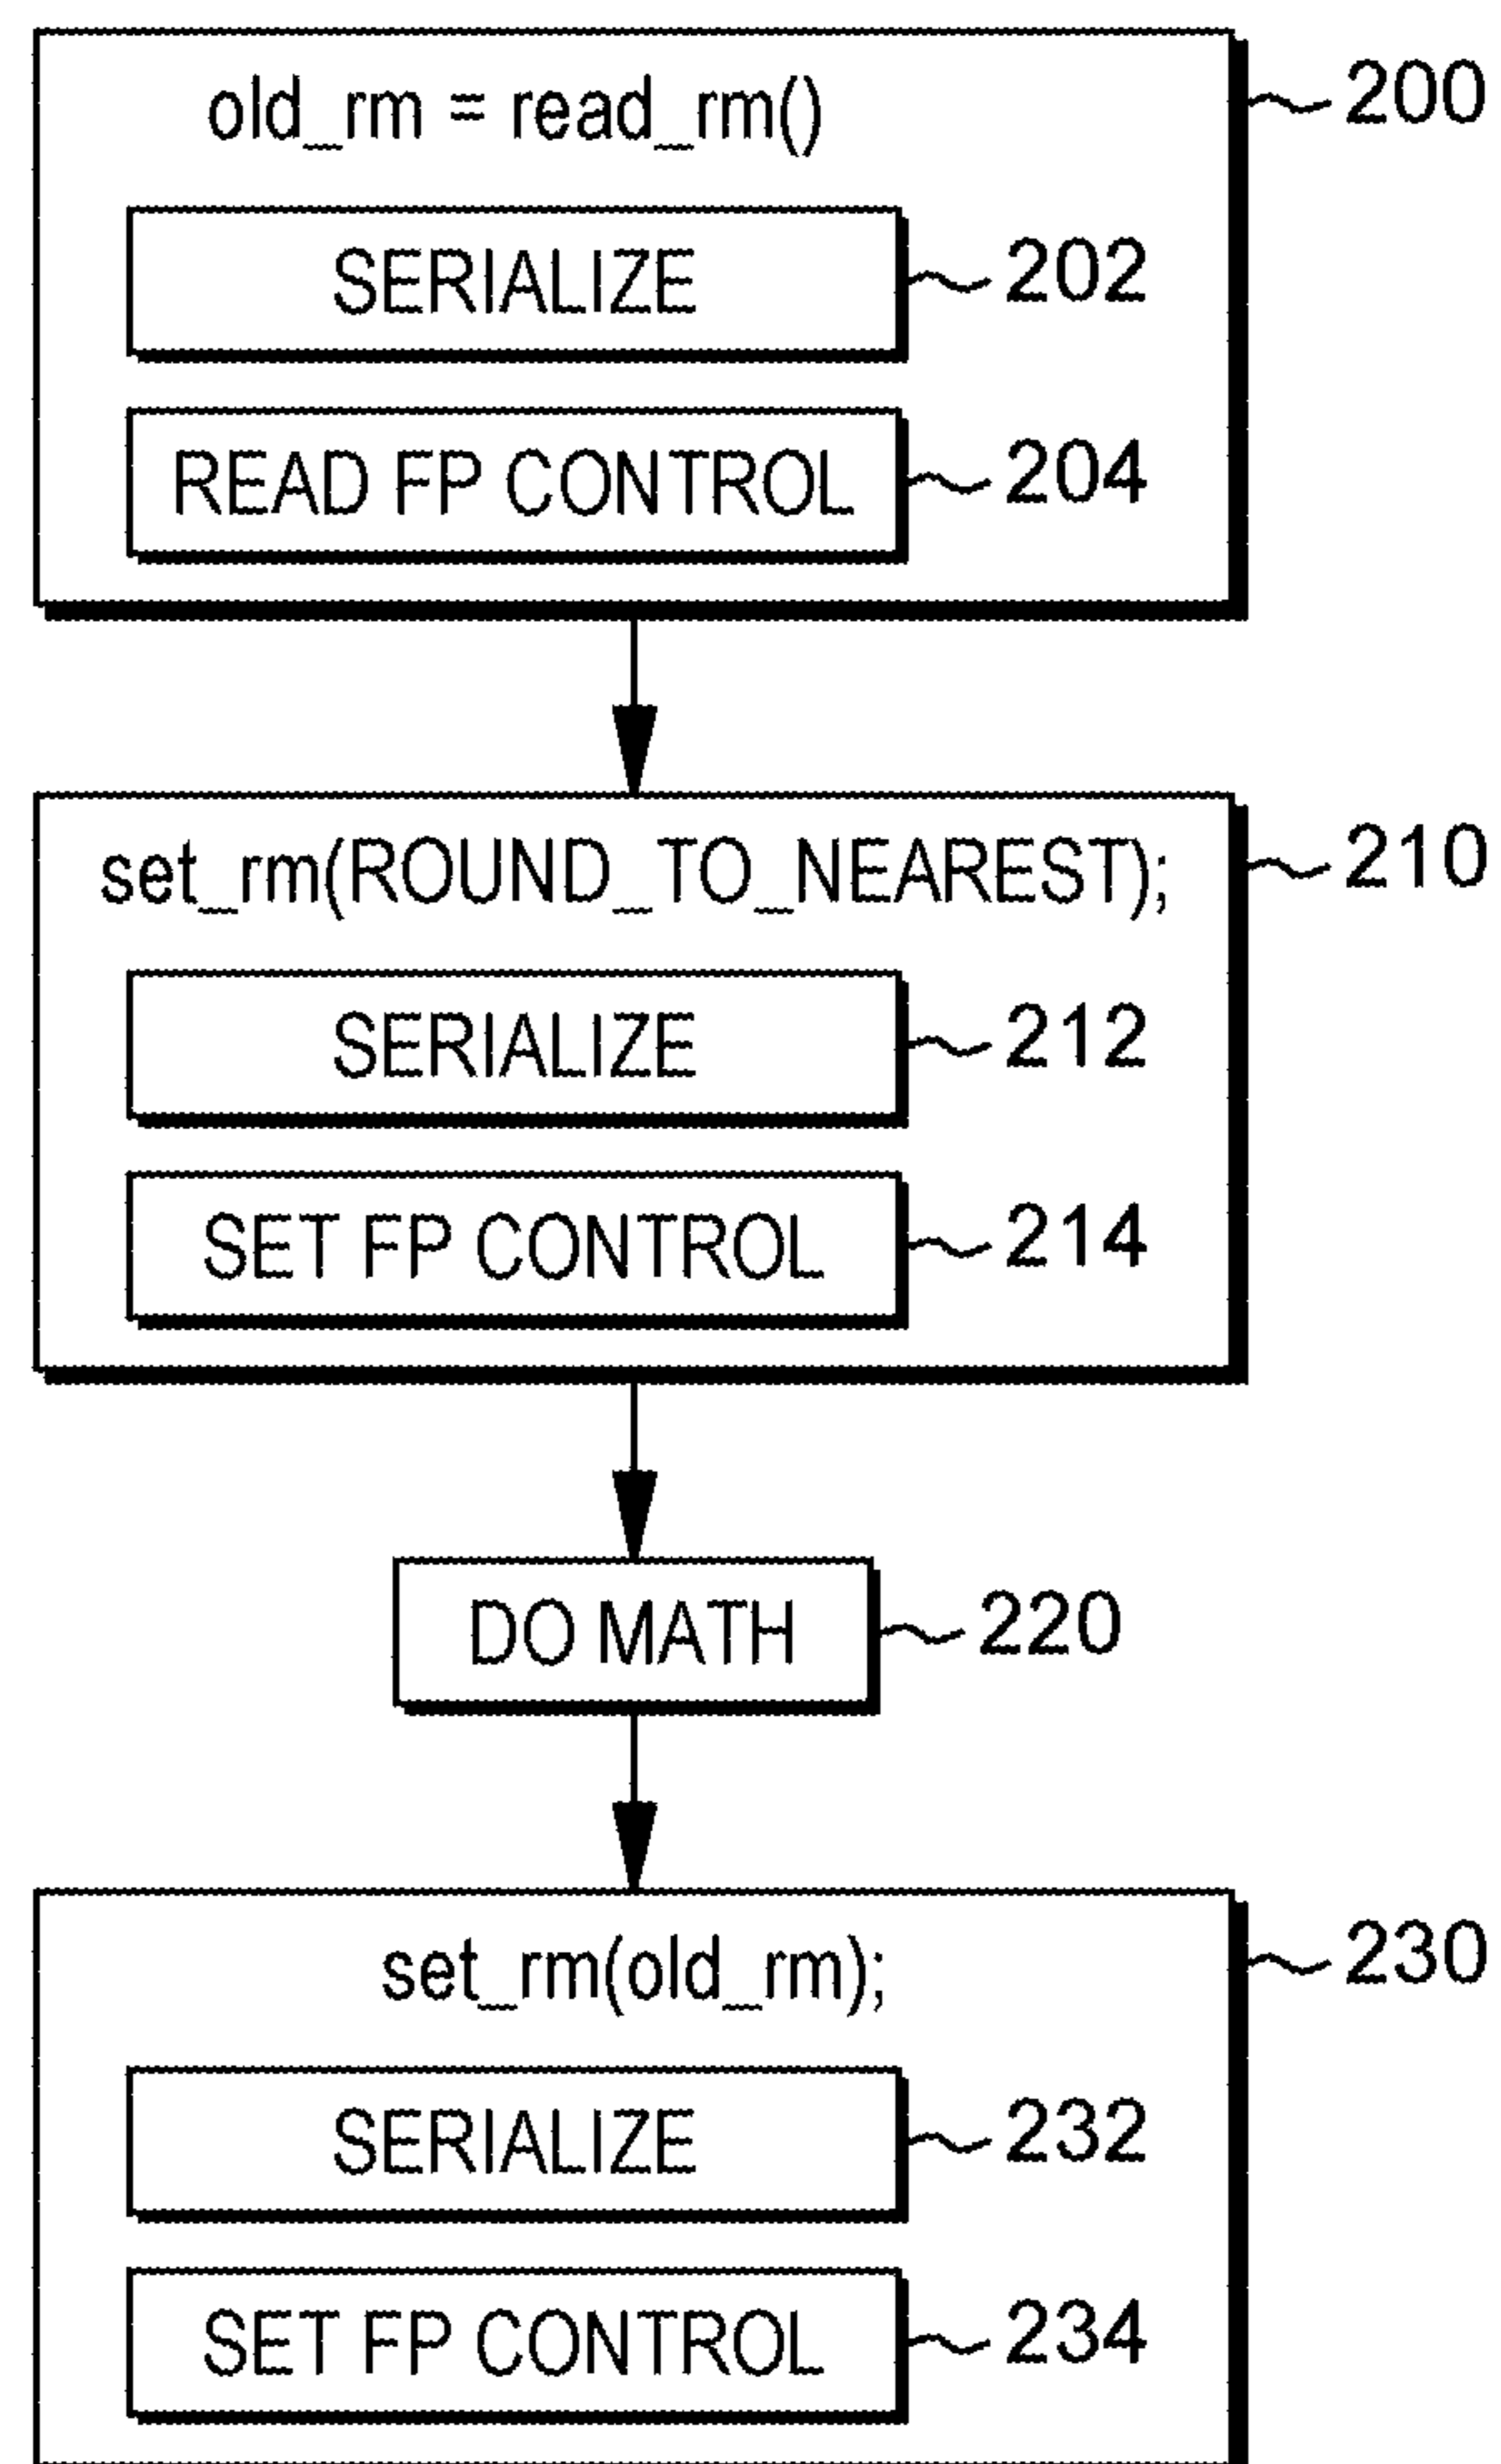 old_rm = read_rm() 200
SERIALIZE 202
READ FP CONTROL 204
set_rm(ROUND_TO_NEAREST); 210
SERIALIZE 212
SET FP CONTROL 214
DO MATH 220
set_rm(old_rm); 230
SERIALIZE 232
SET FP CONTROL 234